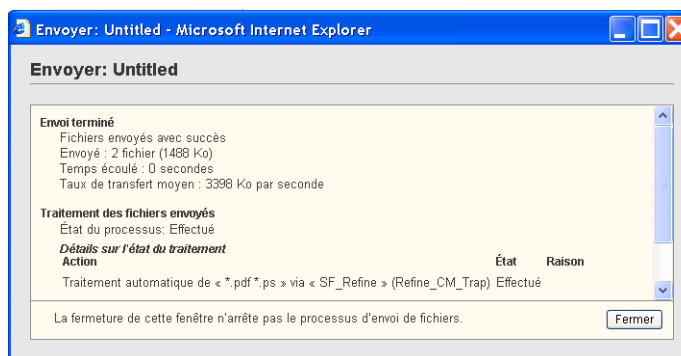 Envoyer: Untitled - Microsoft Internet Explorer
Envoyer: Untitled
Envoi terminé
Fichiers envoyés avec succès
Envoyé : 2 fichier (1488 Ko)
Temps écoulé : 0 secondes
Taux de transfert moyen : 3398 Ko par seconde
Traitement des fichiers envoyés
État du processus: Effectué
Détails sur l'état du traitement
Action État Raison
Traitement automatique de « *.pdf *.ps » via « SF_Refine » (Refine_CM_Trap) Effectué
La fermeture de cette fenêtre n'arrête pas le processus d'envoi de fichiers. Fermer